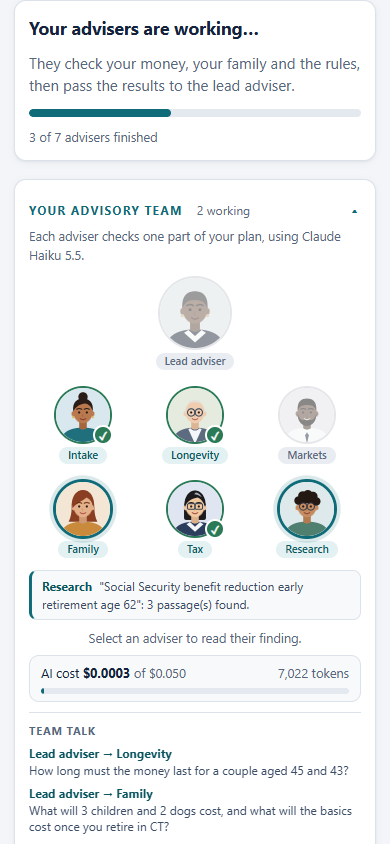 Your advisers are working...
They check your money, your family and the rules,
then pass the results to the lead adviser.
3 of 7 advisers finished
YOUR ADVISORY TEAM 2 working
Each adviser checks one part of your plan, using Claude
Haiku 5.5.
Lead adviser
Intake Longevity Markets
Family Tax Research
Research "Social Security benefit reduction early
retirement age 62": 3 passage(s) found.
Select an adviser to read their finding.
AI cost $0.0003 of $0.050 7,022 tokens
TEAM TALK
Lead adviser → Longevity
How long must the money last for a couple aged 45 and 43?
Lead adviser → Family
What will 3 children and 2 dogs cost, and what will the basics
cost once you retire in CT?